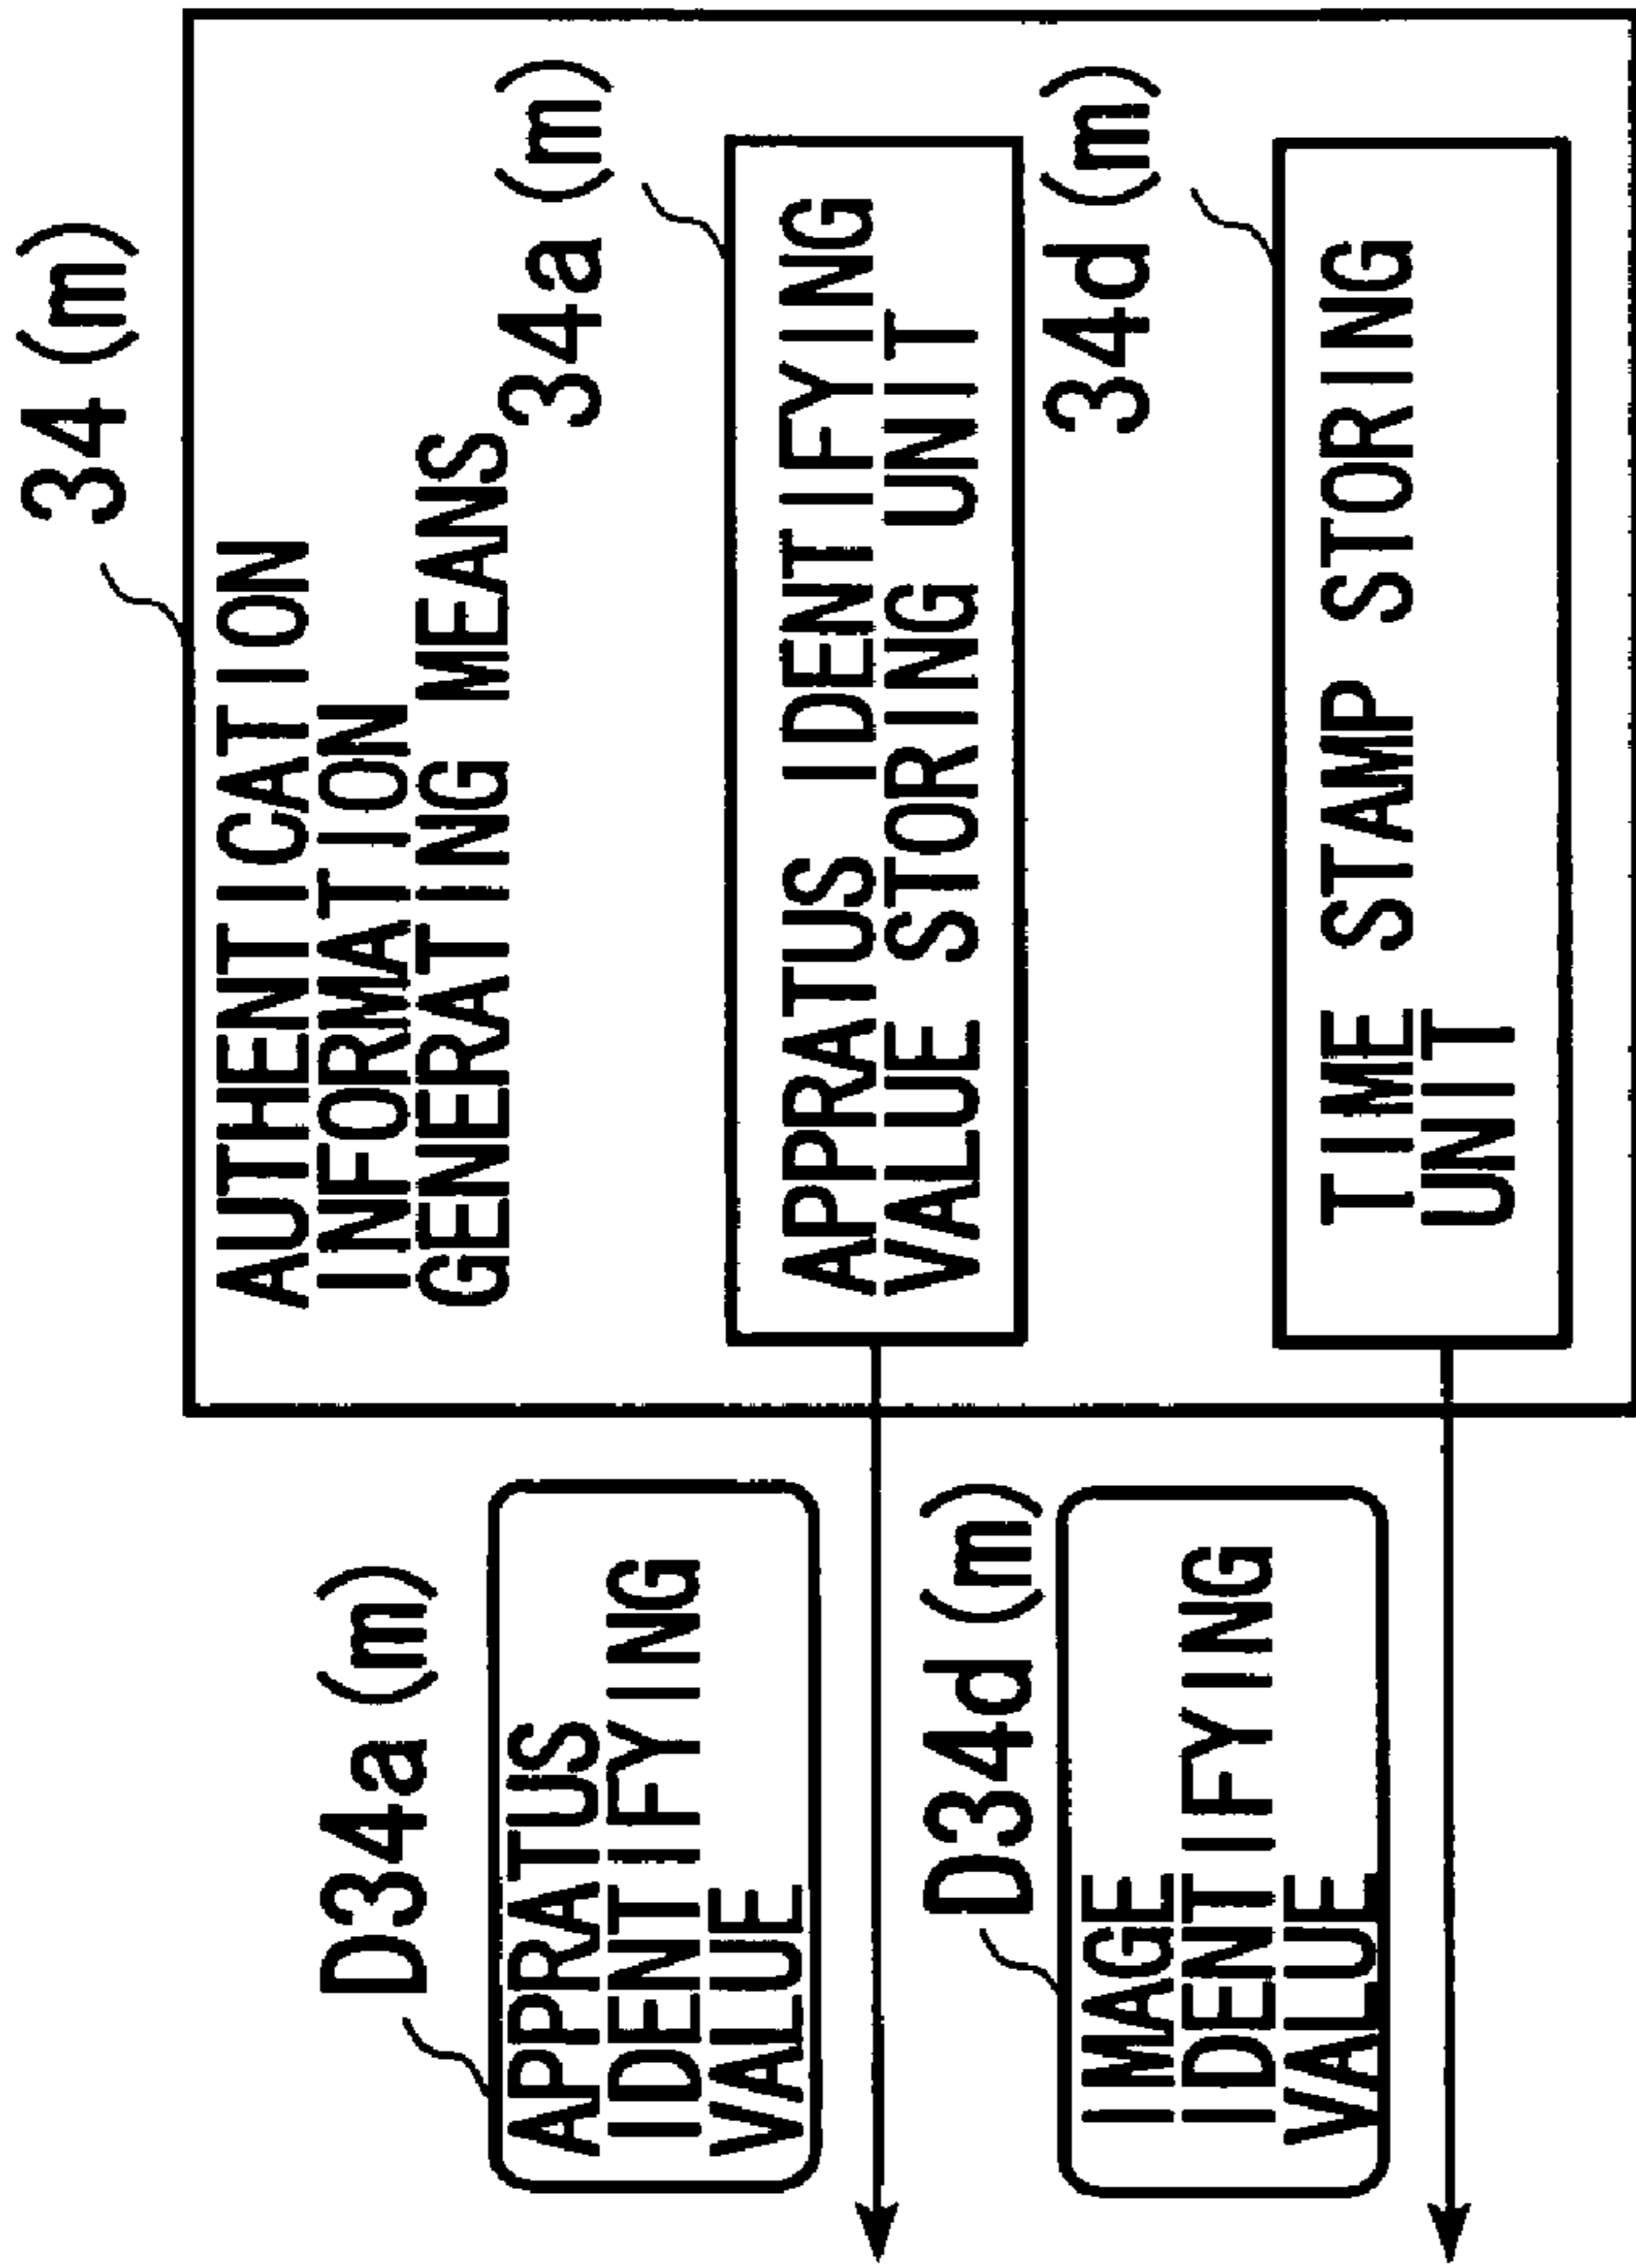 34(m)
AUTHENTICATION
INFORMATION
GENERATING MEANS
34a(m)
APPRATUS IDENTIFYING
VALUE STORING UNIT
34d(m)
TIME STAMP STORING
UNIT
D34a(m)
APPRATUS
IDENTIFYING
VALUE
D34d(m)
IMAGE
IDENTIFYING
VALUE